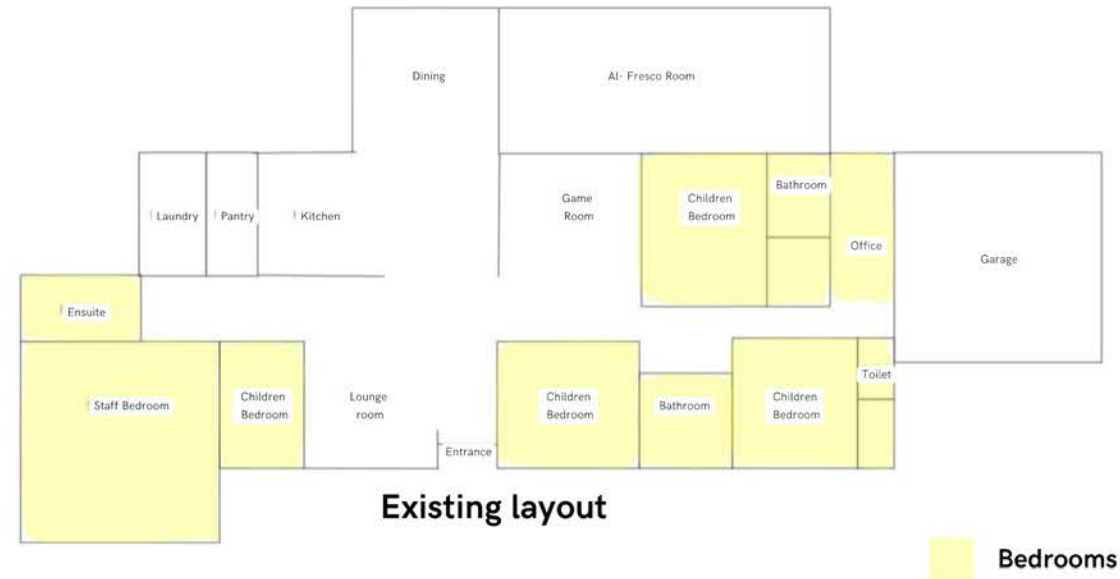 Dining
Al- Fresco Room
Laundry
Pantry
Kitchen
Game
Room
Children
Bedroom
Bathroom
Office
Garage
Ensuite
Staff Bedroom
Children
Bedroom
Lounge
room
Entrance
Children
Bedroom
Bathroom
Children
Bedroom
Toilet
Existing layout
Bedrooms